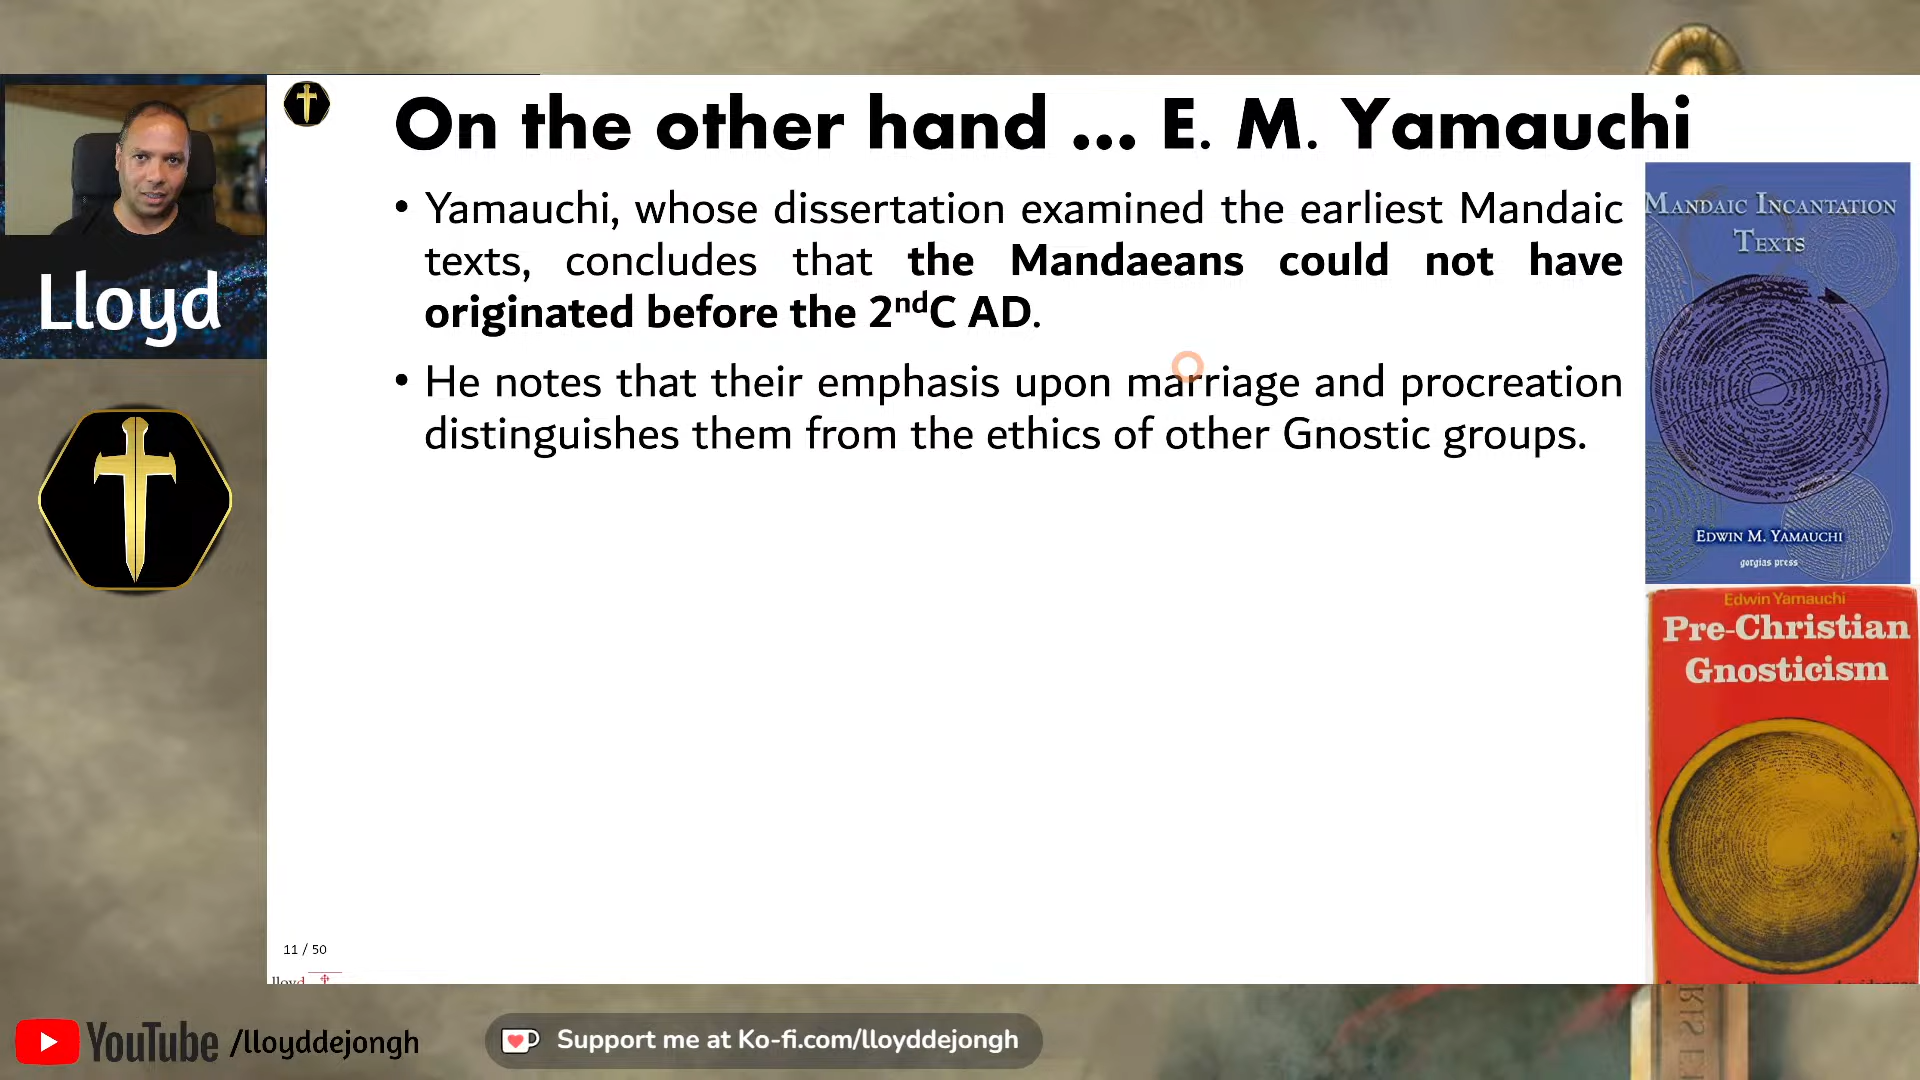 On the other hand ... E. M. Yamauchi
• Yamauchi, whose dissertation examined the earliest Mandaic
texts, concludes that the Mandaeans could not have
originated before the 2ndC AD.
• He notes that their emphasis upon marriage and procreation
distinguishes them from the ethics of other Gnostic groups.
MANDAIC INCANTATION
TEXTS
EDWIN M. YAMAUCHI
gorgias press
Edwin Yamauchi
Pre-Christian
Gnosticism
Lloyd
11 / 50
lloyd
YouTube /lloyddejongh
Support me at Ko-fi.com/lloyddejongh